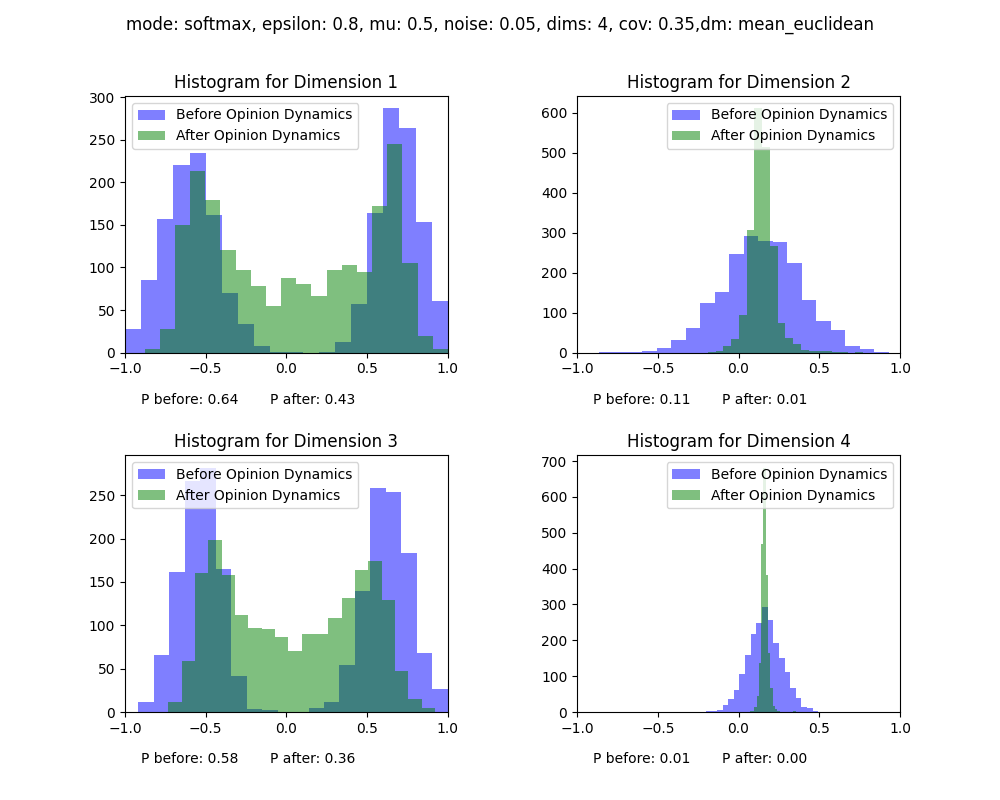 mode: softmax, epsilon: 0.8, mu: 0.5, noise: 0.05, dims: 4, cov: 0.35,dm: mean_euclidean
Histogram for Dimension 1
Before Opinion Dynamics
After Opinion Dynamics
300
250
200
150
100
50
0
−1.0 −0.5 0.0 0.5 1.0
P before: 0.64 P after: 0.43
Histogram for Dimension 2
Before Opinion Dynamics
After Opinion Dynamics
600
500
400
300
200
100
0
−1.0 −0.5 0.0 0.5 1.0
P before: 0.11 P after: 0.01
Histogram for Dimension 3
Before Opinion Dynamics
After Opinion Dynamics
250
200
150
100
50
0
−1.0 −0.5 0.0 0.5 1.0
P before: 0.58 P after: 0.36
Histogram for Dimension 4
Before Opinion Dynamics
After Opinion Dynamics
700
600
500
400
300
200
100
0
−1.0 −0.5 0.0 0.5 1.0
P before: 0.01 P after: 0.00